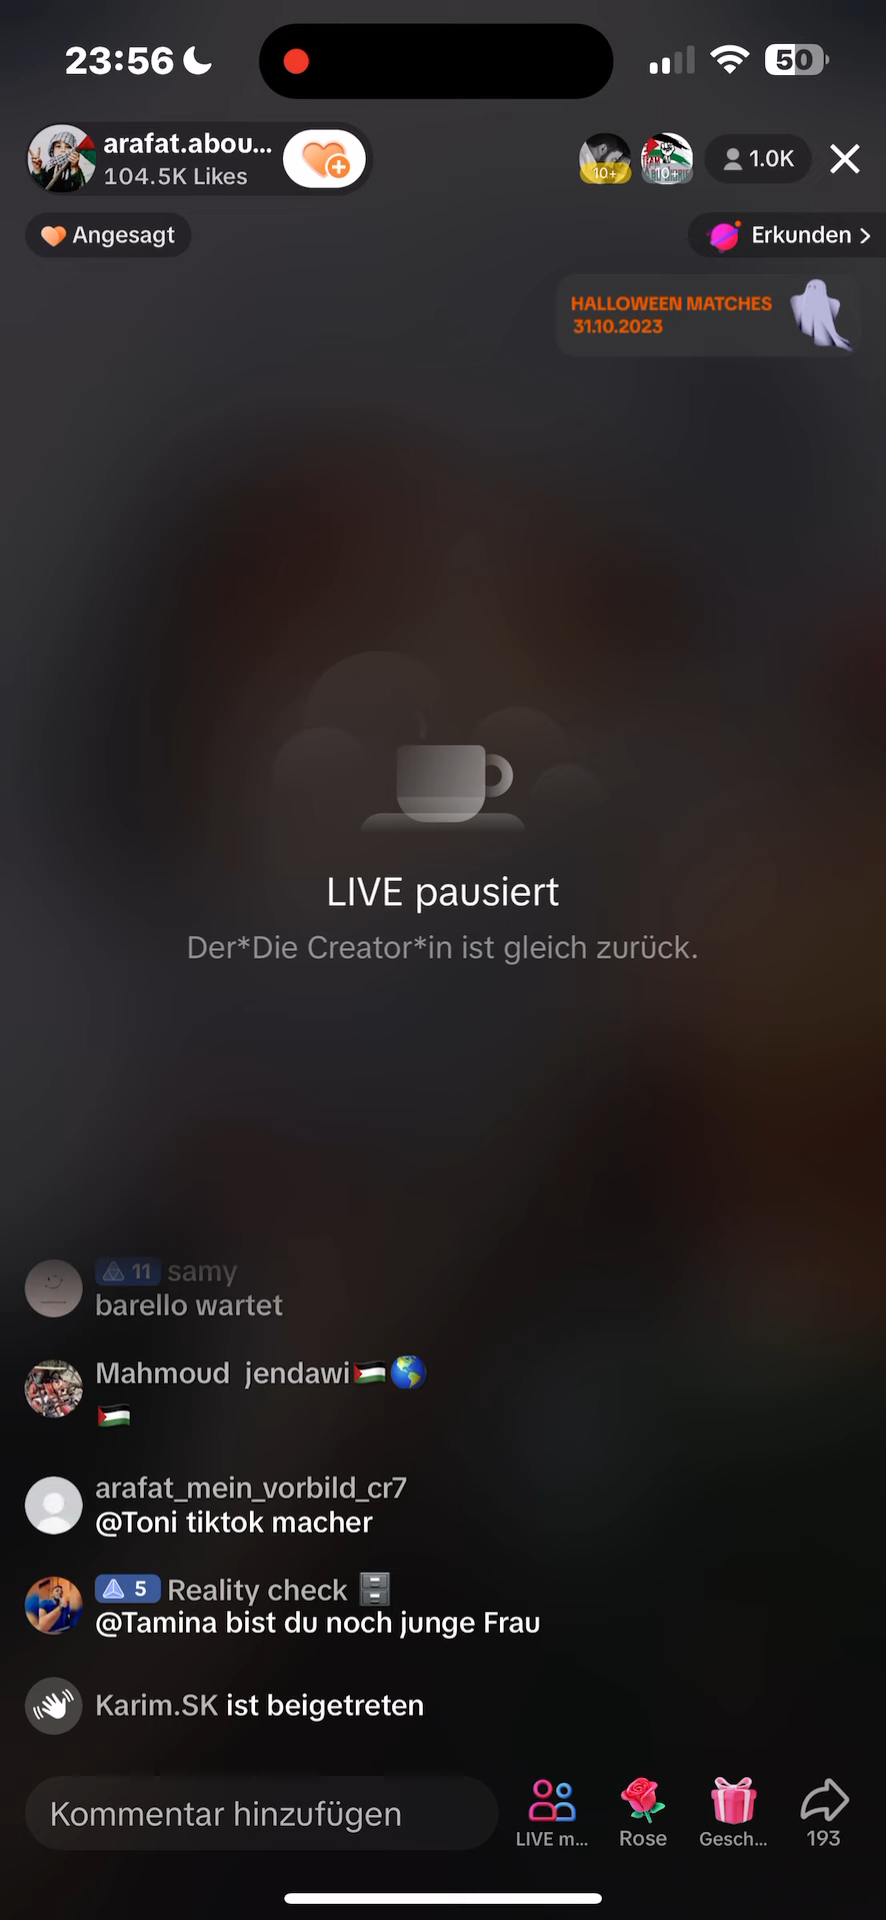 23:56
50
arafat.abou...
104.5K Likes
10+
10+
1.0K
Angesagt
Erkunden
HALLOWEEN MATCHES
31.10.2023
LIVE pausiert
Der*Die Creator*in ist gleich zurück.
11 samy
barello wartet
Mahmoud jendawi🇵🇸🌎
🇵🇸
arafat_mein_vorbild_cr7
@Toni tiktok macher
5 Reality check 🗄️
@Tamina bist du noch junge Frau
Karim.SK ist beigetreten
Kommentar hinzufügen
LIVE m...
Rose
Gesch...
193